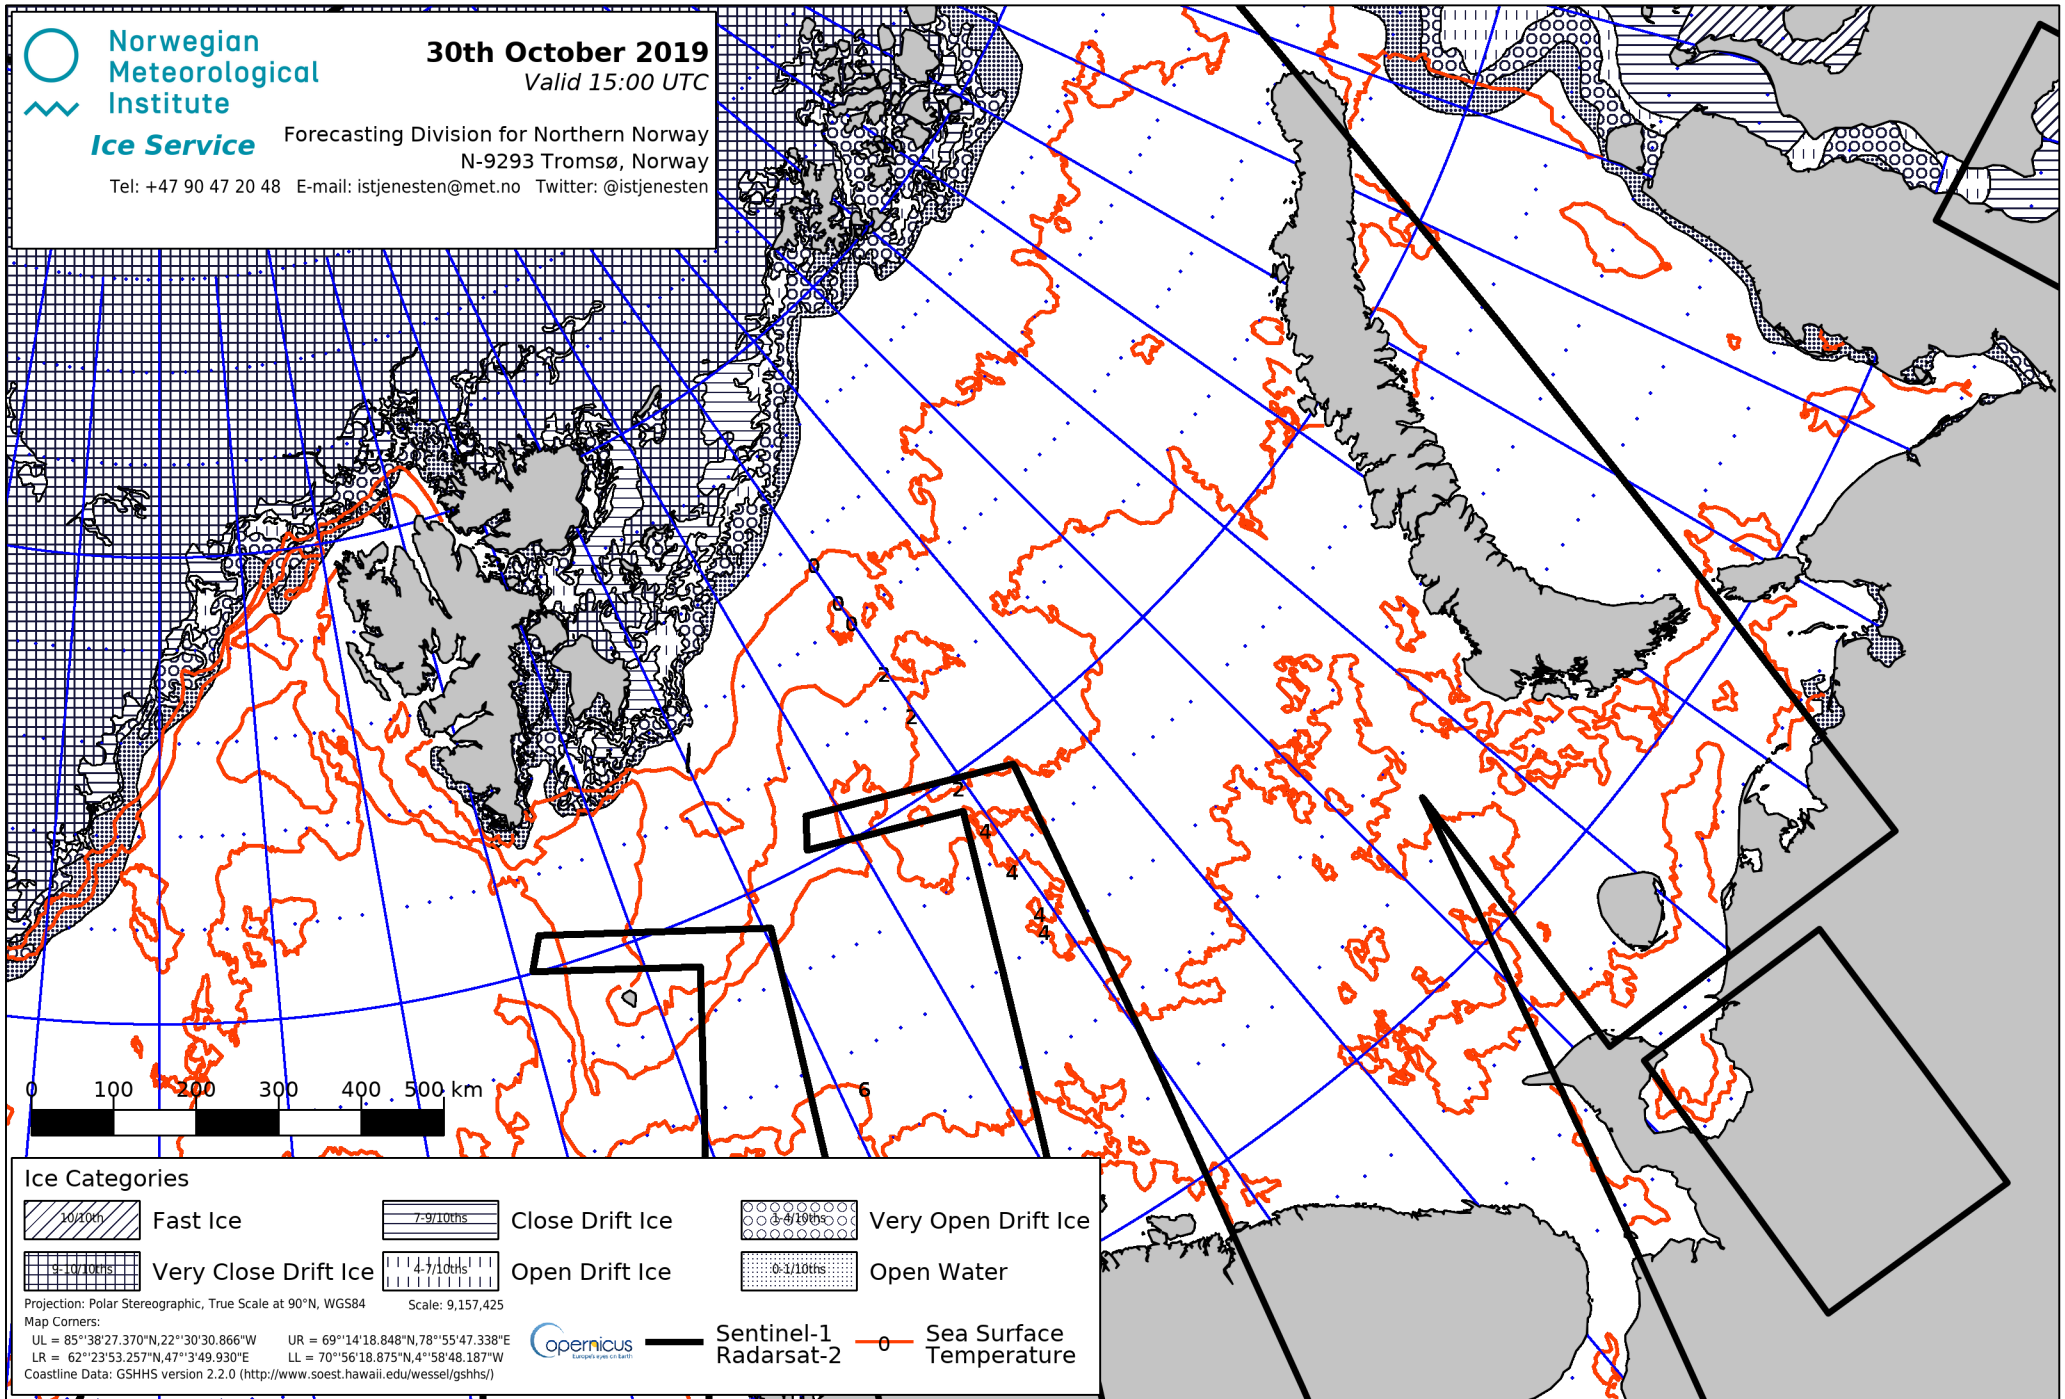 Norwegian
Meteorological
Institute
Ice Service
30th October 2019
Valid 15:00 UTC
Forecasting Division for Northern Norway
N-9293 Tromsø, Norway
Tel: +47 90 47 20 48 E-mail: istjenesten@met.no Twitter: @istjenesten
0
0
0
2
2
2
4
4
4
4
6
0 100 200 300 400 500 km
Ice Categories
10/10th Fast Ice
7-9/10ths Close Drift Ice
1-4/10ths Very Open Drift Ice
9-10/10ths Very Close Drift Ice
4-7/10ths Open Drift Ice
0-1/10ths Open Water
Projection: Polar Stereographic, True Scale at 90°N, WGS84 Scale: 9,157,425
Map Corners:
UL = 85°'38'27.370"N,22°'30'30.866"W UR = 69°'14'18.848"N,78°'55'47.338"E
LR = 62°'23'53.257"N,47°'3'49.930"E LL = 70°'56'18.875"N,4°'58'48.187"W
Coastline Data: GSHHS version 2.2.0 (http://www.soest.hawaii.edu/wessel/gshhs/)
Copernicus
Europe's eyes on Earth
Sentinel-1
Radarsat-2
0
Sea Surface
Temperature